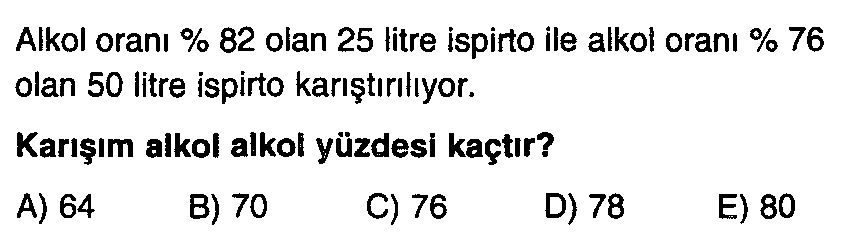 Alkol oranı % 82 olan 25 litre ispirto ile alkol oranı % 76
olan 50 litre ispirto karıştırılıyor.
Karışım alkol alkol yüzdesi kaçtır?
A) 64 B) 70 C) 76 D) 78 E) 80